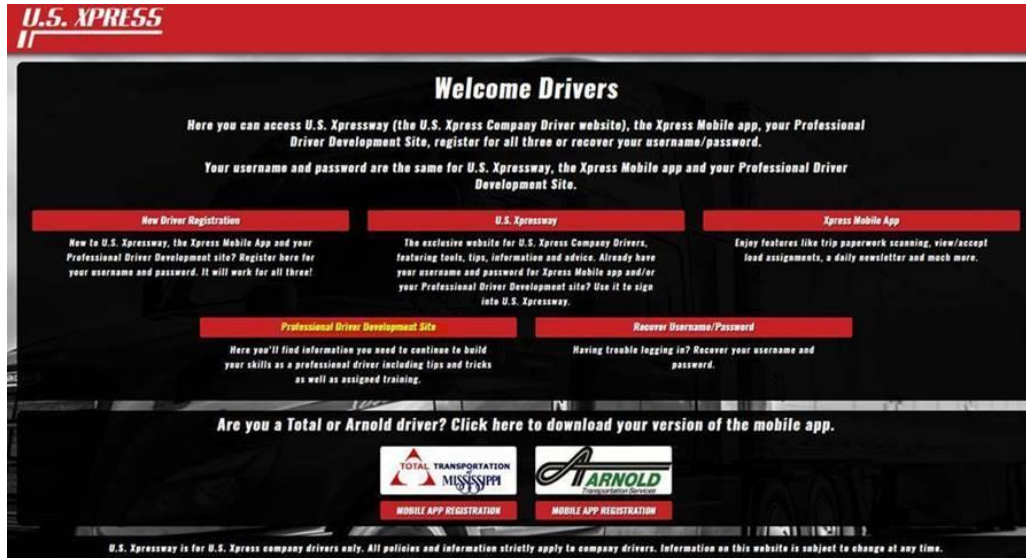 U.S. XPRESS
Welcome Drivers
Here you can access U.S. Xpressway (the U.S. Xpress Company Driver website), the Xpress Mobile app, your Professional
Driver Development Site, register for all three or recover your username/password.
Your username and password are the same for U.S. Xpressway, the Xpress Mobile app and your Professional Driver
Development Site.
New Driver Registration
New to U.S. Xpressway, the Xpress Mobile App and your
Professional Driver Development site? Register here for
your username and password. It will work for all three!
U.S. Xpressway
The exclusive website for U.S. Xpress Company Drivers,
featuring tools, tips, information and advice. Already have
your username and password for Xpress Mobile app and/or
your Professional Driver Development site? Use it to sign
into U.S. Xpressway.
Xpress Mobile App
Enjoy features like trip paperwork scanning, view/accept
load assignments, a daily newsletter and much more.
Professional Driver Development Site
Here you'll find information you need to continue to build
your skills as a professional driver including tips and tricks
as well as assigned training.
Recover Username/Password
Having trouble logging in? Recover your username and
password.
Are you a Total or Arnold driver? Click here to download your version of the mobile app.
TOTAL TRANSPORTATION
of MISSISSIPPI
MOBILE APP REGISTRATION
ARNOLD
Transportation Services
MOBILE APP REGISTRATION
U.S. Xpressway is for U.S. Xpress company drivers only. All policies and information strictly apply to company drivers. Information on this website is subject to change at any time.